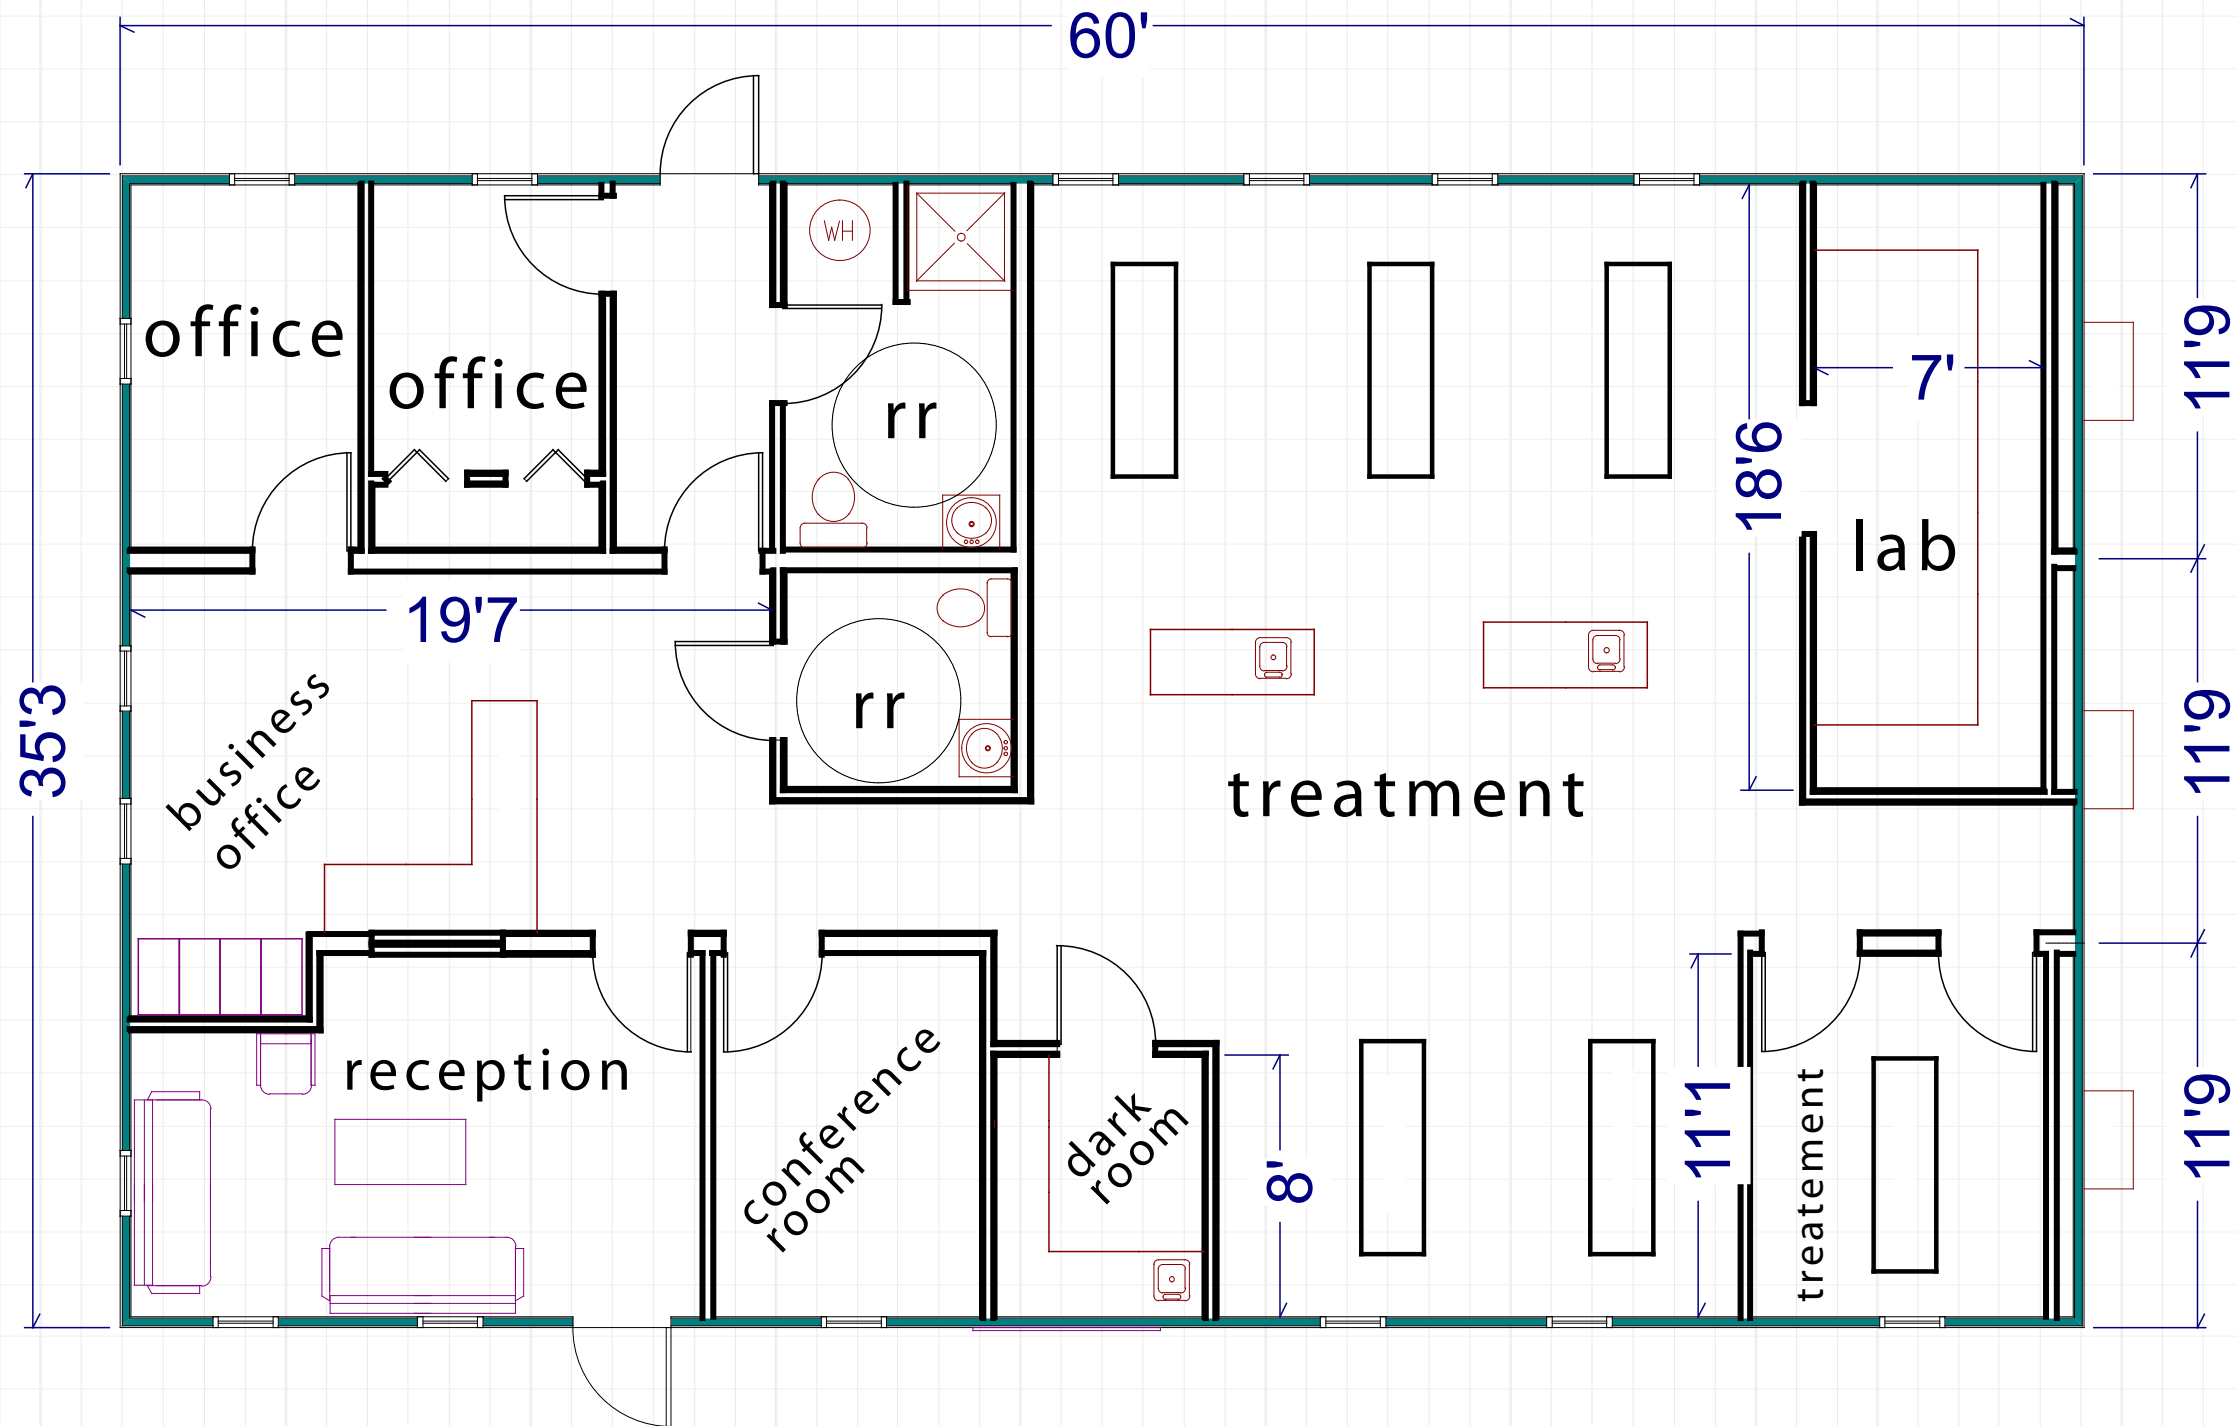 60'
WH
office
office
rr
7'
11'9
18'6
lab
19'7
rr
35'3
business
office
treatment
11'9
reception
conference
room
dark
room
8'
11'1
treatement
11'9